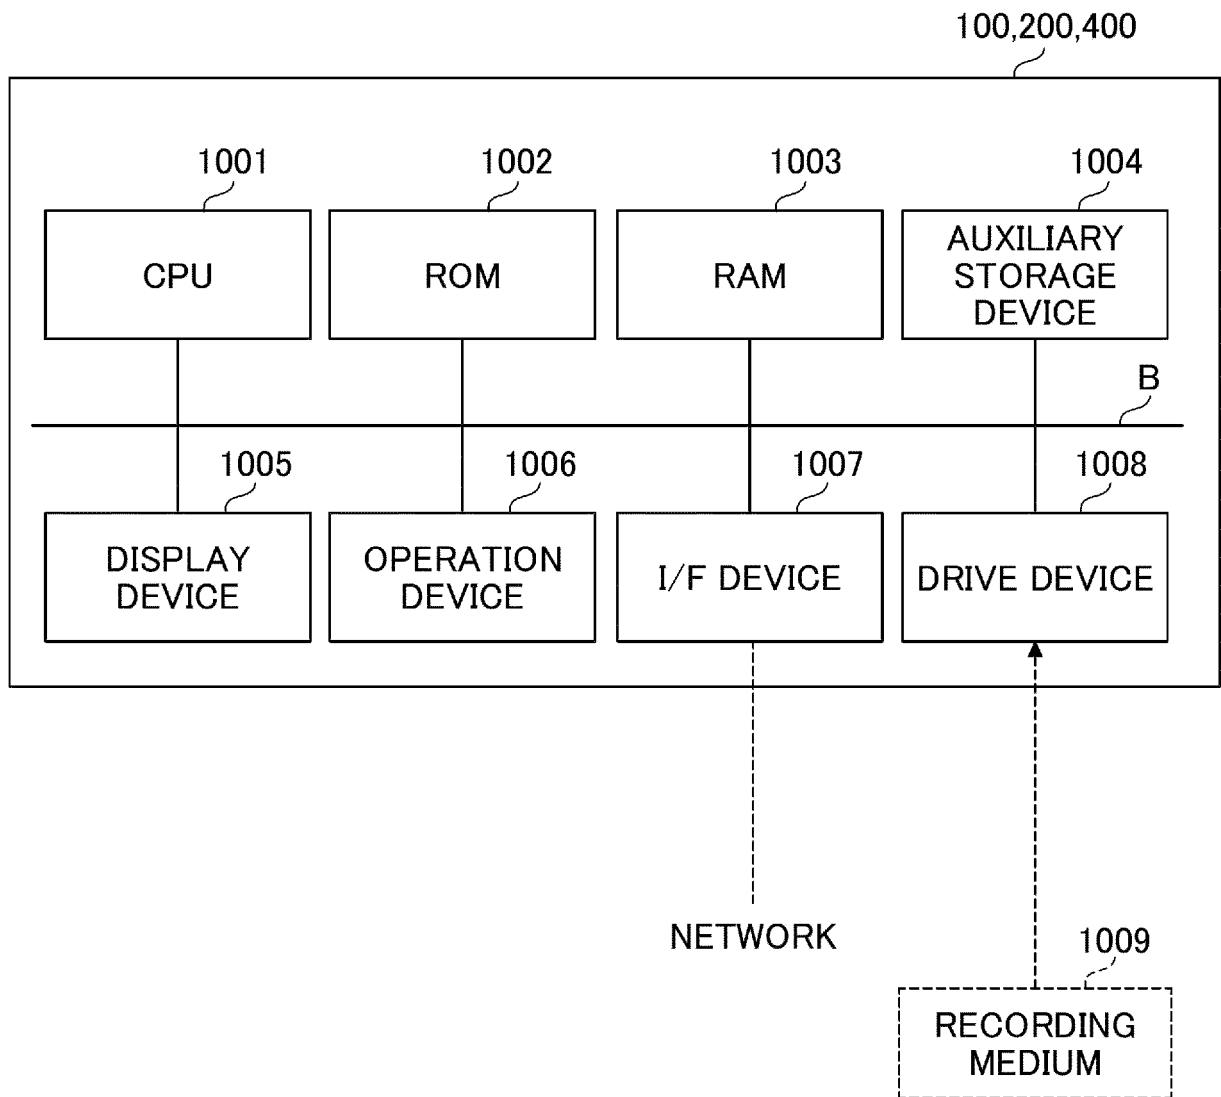 100,200,400
1001
1002
1003
1004
CPU
ROM
RAM
AUXILIARY
STORAGE
DEVICE
B
1005
1006
1007
1008
DISPLAY
DEVICE
OPERATION
DEVICE
I/F DEVICE
DRIVE DEVICE
NETWORK
1009
RECORDING
MEDIUM